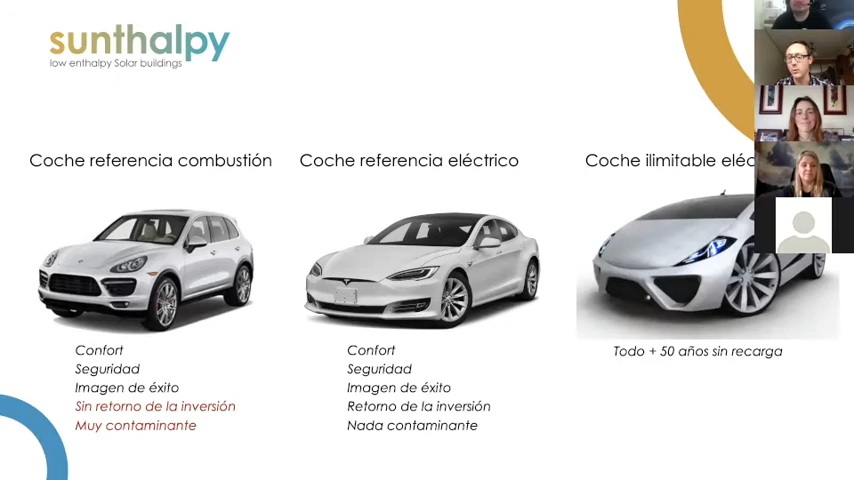 sunthalpy
low enthalpy Solar buildings
Coche referencia combustión
Coche referencia eléctrico
Coche ilimitable
Confort
Seguridad
Imagen de éxito
Sin retorno de la inversión
Muy contaminante
Confort
Seguridad
Imagen de éxito
Retorno de la inversión
Nada contaminante
Todo + 50 años sin recarga